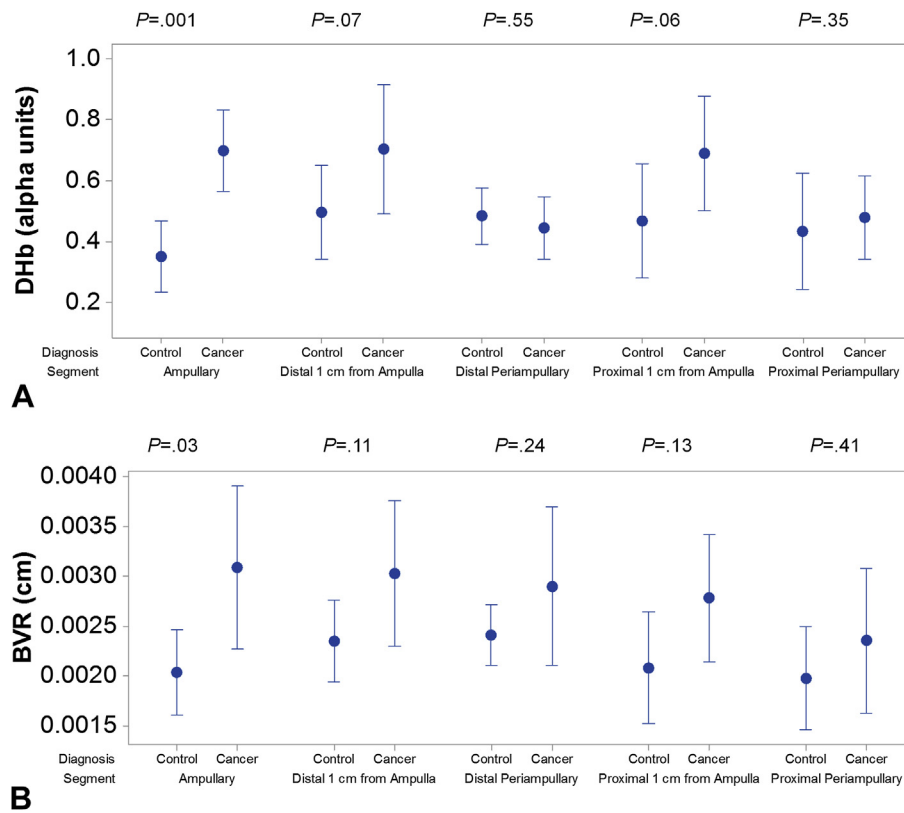 P=.001 P=.07 P=.55 P=.06 P=.35
1.0
0.8
0.6
0.4
0.2
DHb (alpha units)
Diagnosis Control Cancer Control Cancer Control Cancer Control Cancer Control Cancer
Segment Ampullary Distal 1 cm from Ampulla Distal Periampullary Proximal 1 cm from Ampulla Proximal Periampullary
A
P=.03 P=.11 P=.24 P=.13 P=.41
0.0040
0.0035
0.0030
0.0025
0.0020
0.0015
BVR (cm)
Diagnosis Control Cancer Control Cancer Control Cancer Control Cancer Control Cancer
Segment Ampullary Distal 1 cm from Ampulla Distal Periampullary Proximal 1 cm from Ampulla Proximal Periampullary
B